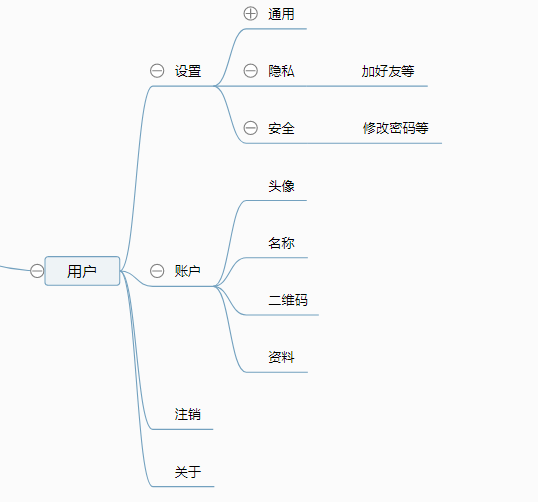 通用
设置
隐私
加好友等
安全
修改密码等
头像
名称
用户
账户
二维码
资料
注销
关于